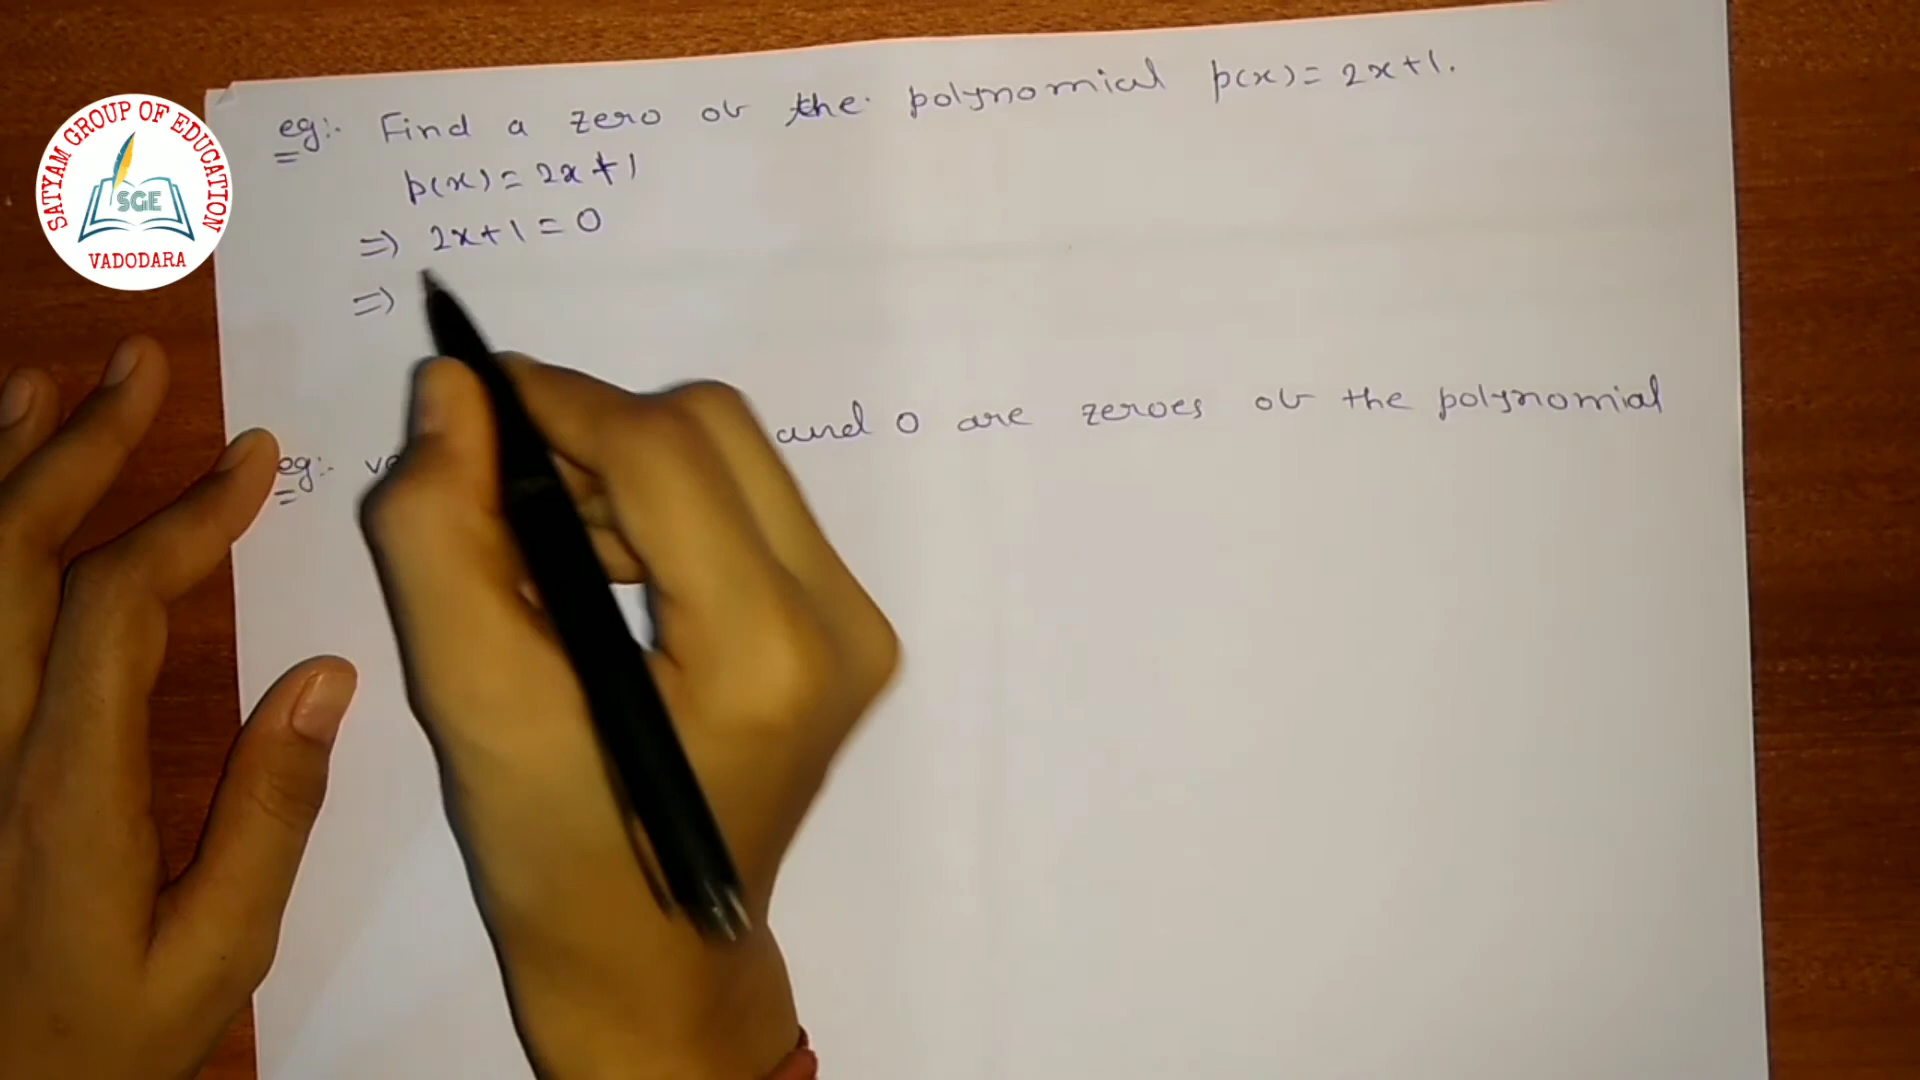 SATYAM GROUP OF EDUCATION
SGE
VADODARA
eg:- Find a zero of the polynomial p(x) = 2x+1.
p(x) = 2x+1
⇒ 2x+1 = 0
⇒
eg:- and 0 are zeroes of the polynomial